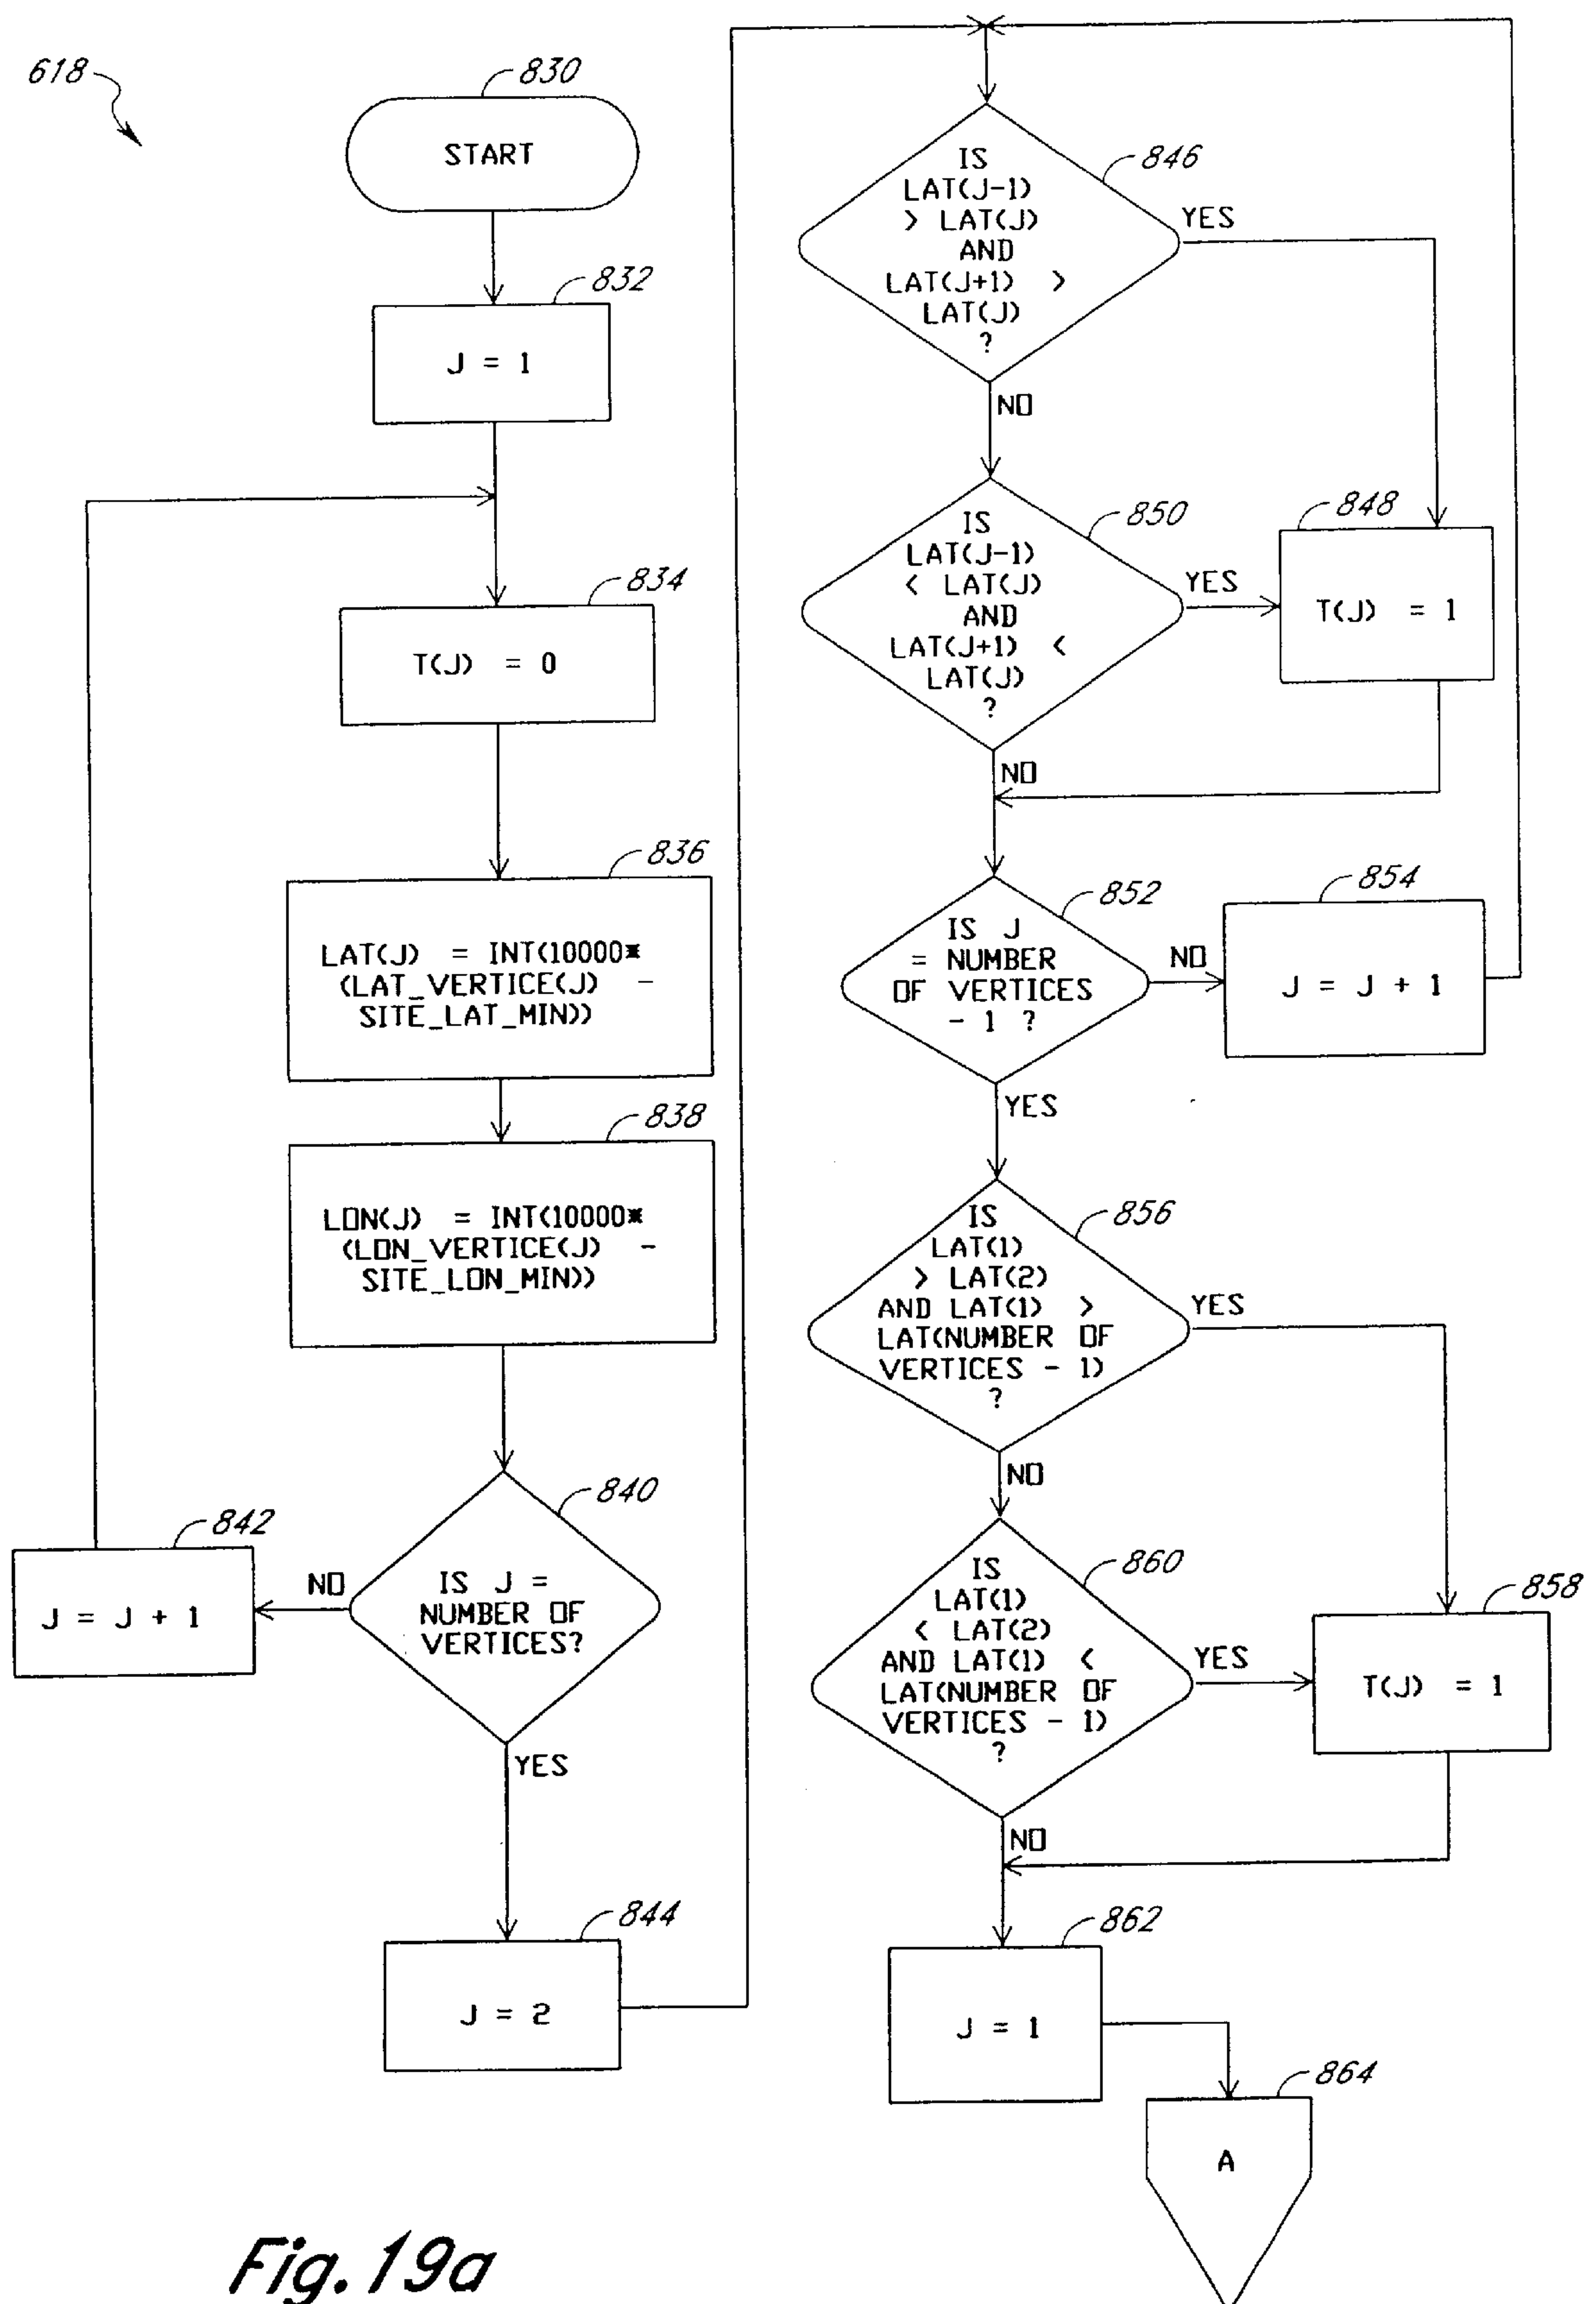 618
830
START
832
J = 1
834
T(J) = 0
836
LAT(J) = INT(10000*
(LAT_VERTICE(J) -
SITE_LAT_MIN))
838
LON(J) = INT(10000*
(LON_VERTICE(J) -
SITE_LON_MIN))
840
IS J =
NUMBER OF
VERTICES?
NO
842
J = J + 1
YES
844
J = 2
846
IS
LAT(J-1)
> LAT(J)
AND
LAT(J+1) >
LAT(J)
?
YES
NO
850
IS
LAT(J-1)
< LAT(J)
AND
LAT(J+1) <
LAT(J)
?
YES
848
T(J) = 1
NO
852
IS J
= NUMBER
OF VERTICES
- 1 ?
NO
854
J = J + 1
YES
856
IS
LAT(1)
> LAT(2)
AND LAT(1) >
LAT(NUMBER OF
VERTICES - 1)
?
YES
NO
860
IS
LAT(1)
< LAT(2)
AND LAT(1) <
LAT(NUMBER OF
VERTICES - 1)
?
YES
858
T(J) = 1
NO
862
J = 1
864
A
Fig. 19a